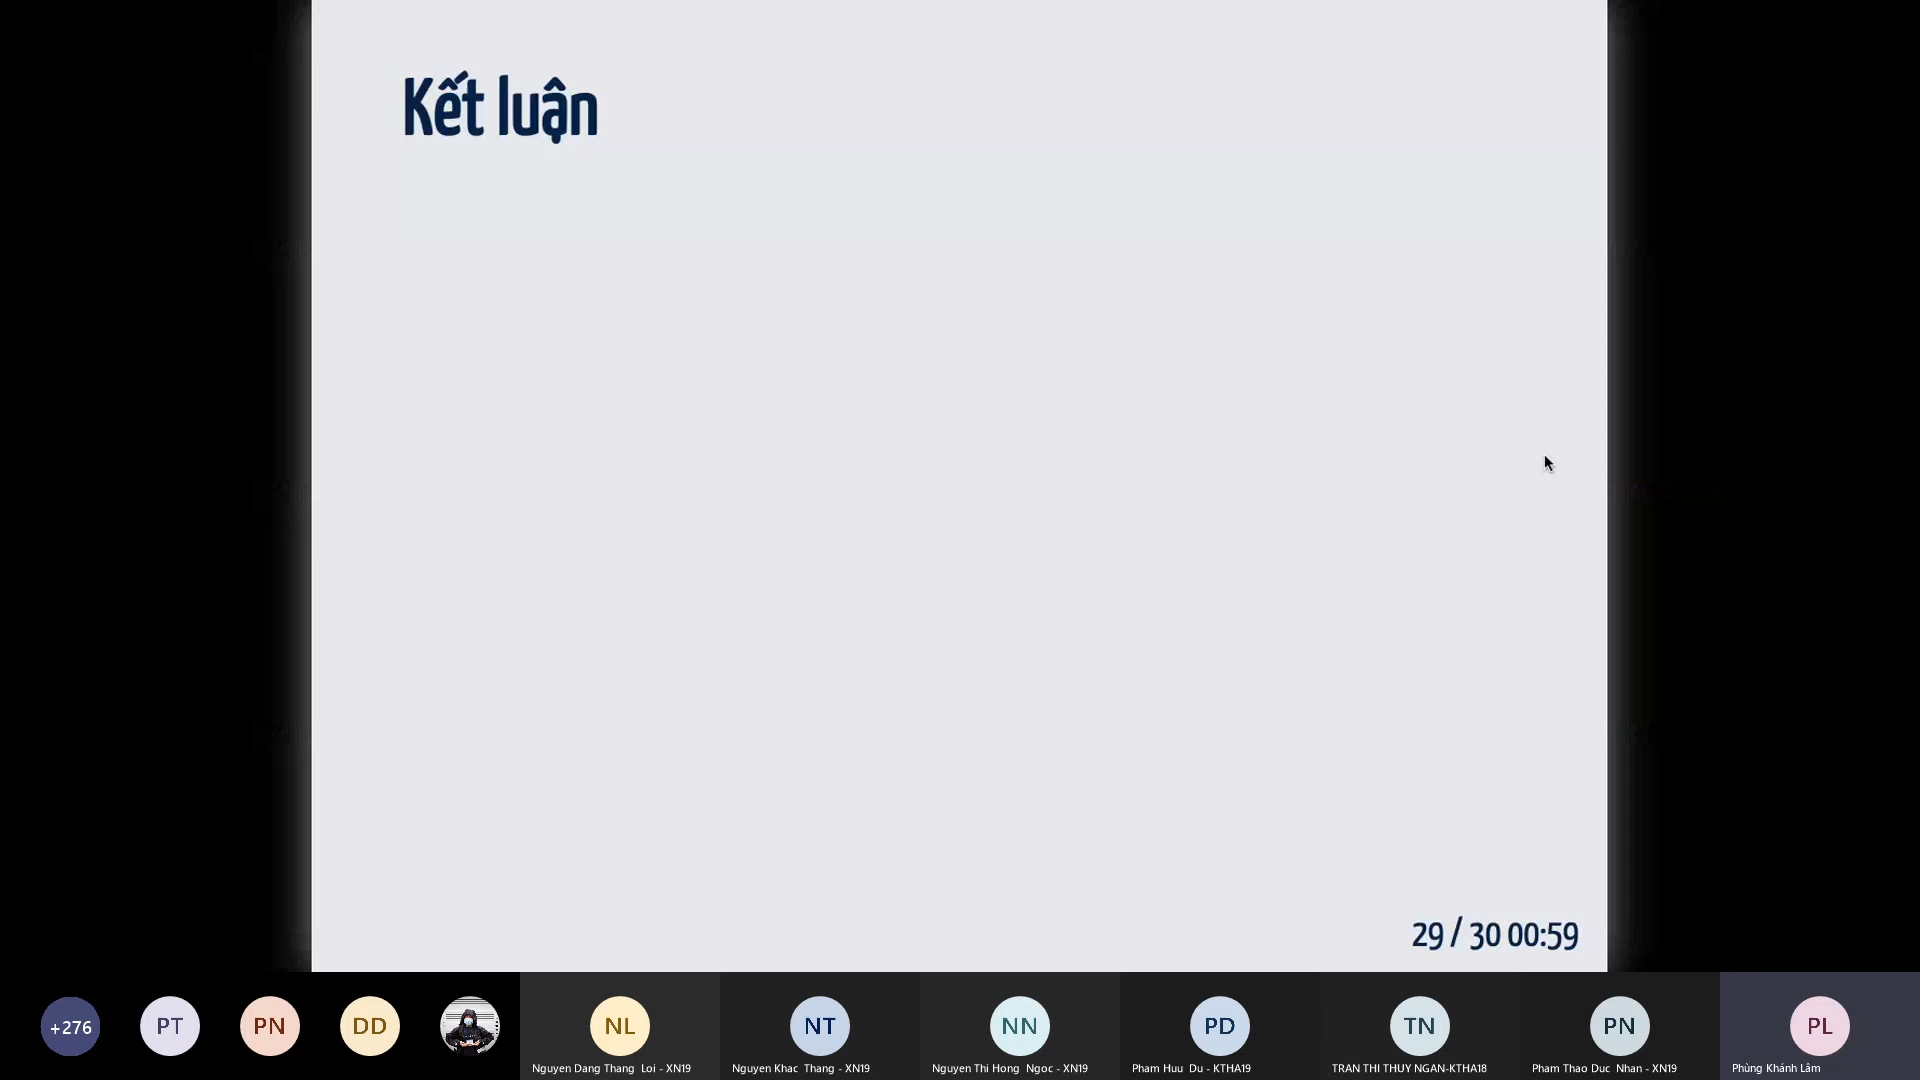 Kết luận
29 / 30 00:59
+276
PT
PN
DD
NL
NT
NN
PD
TN
PN
PL
Nguyen Dang Thang Loi - XN19
Nguyen Khac Thang - XN19
Nguyen Thi Hong Ngoc - XN19
Pham Huu Du - KTHA19
TRAN THI THUY NGAN-KTHA18
Pham Thao Duc Nhan - XN19
Phùng Khánh Lâm